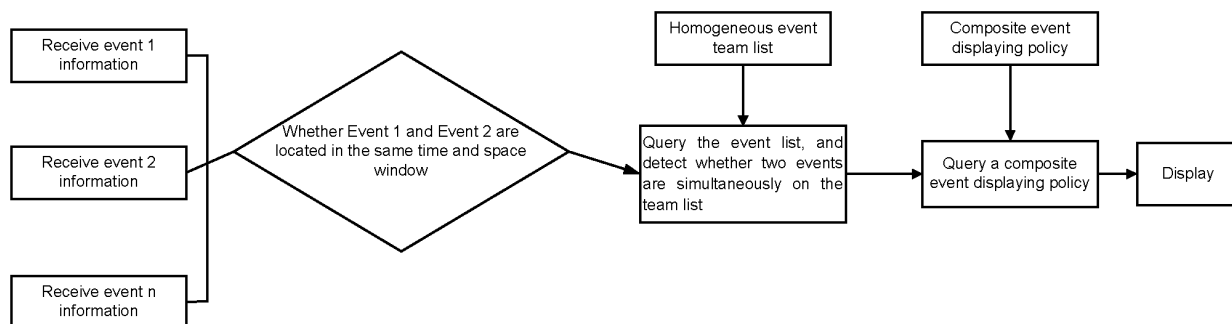 Receive event 1
information
Receive event 2
information
Receive event n
information
Whether Event 1 and Event 2 are
located in the same time and space
window
Homogeneous event
team list
Query the event list, and
detect whether two events
are simultaneously on the
team list
Composite event
displaying policy
Query a composite
event displaying policy
Display